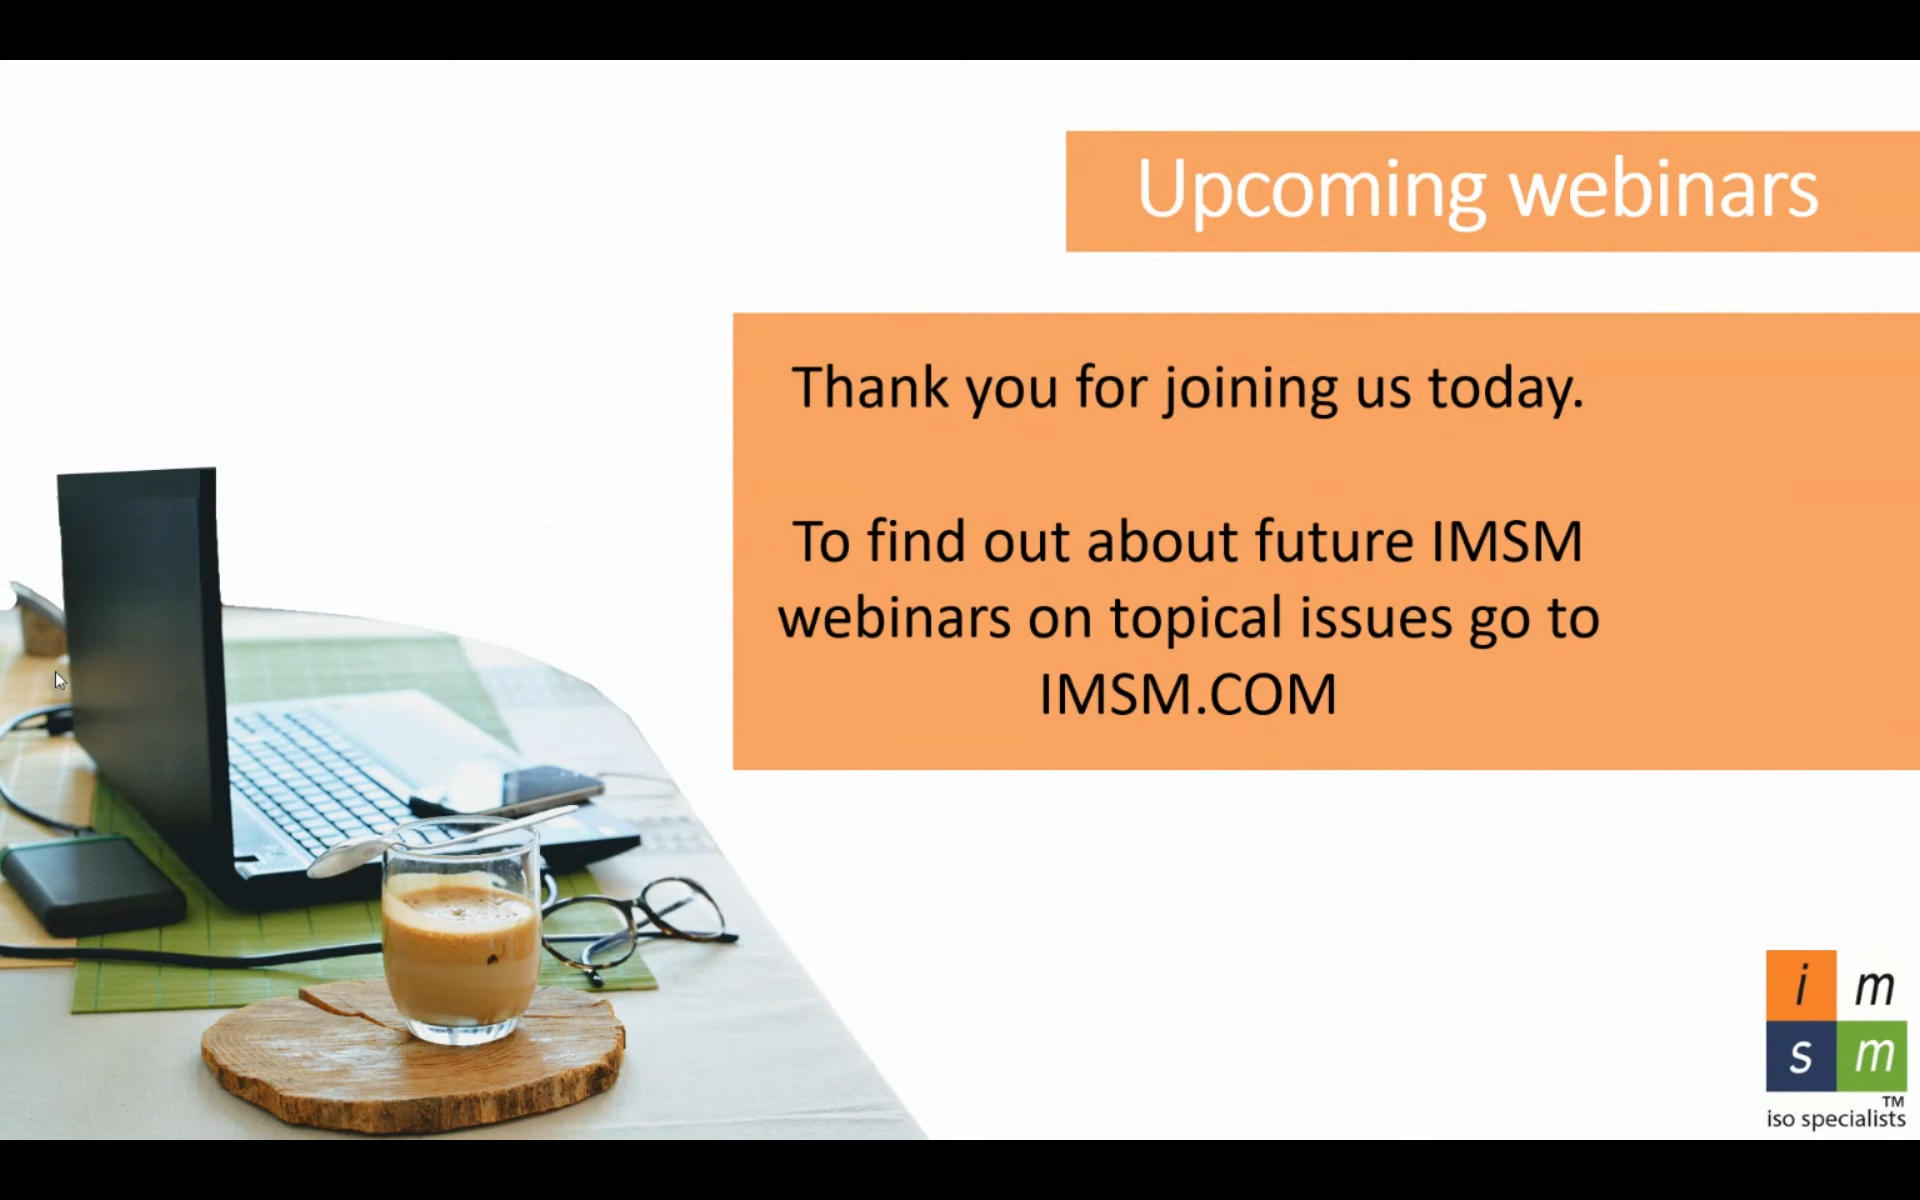 Upcoming webinars
Thank you for joining us today.
To find out about future IMSM
webinars on topical issues go to
IMSM.COM
i m
s m
TM
iso specialists